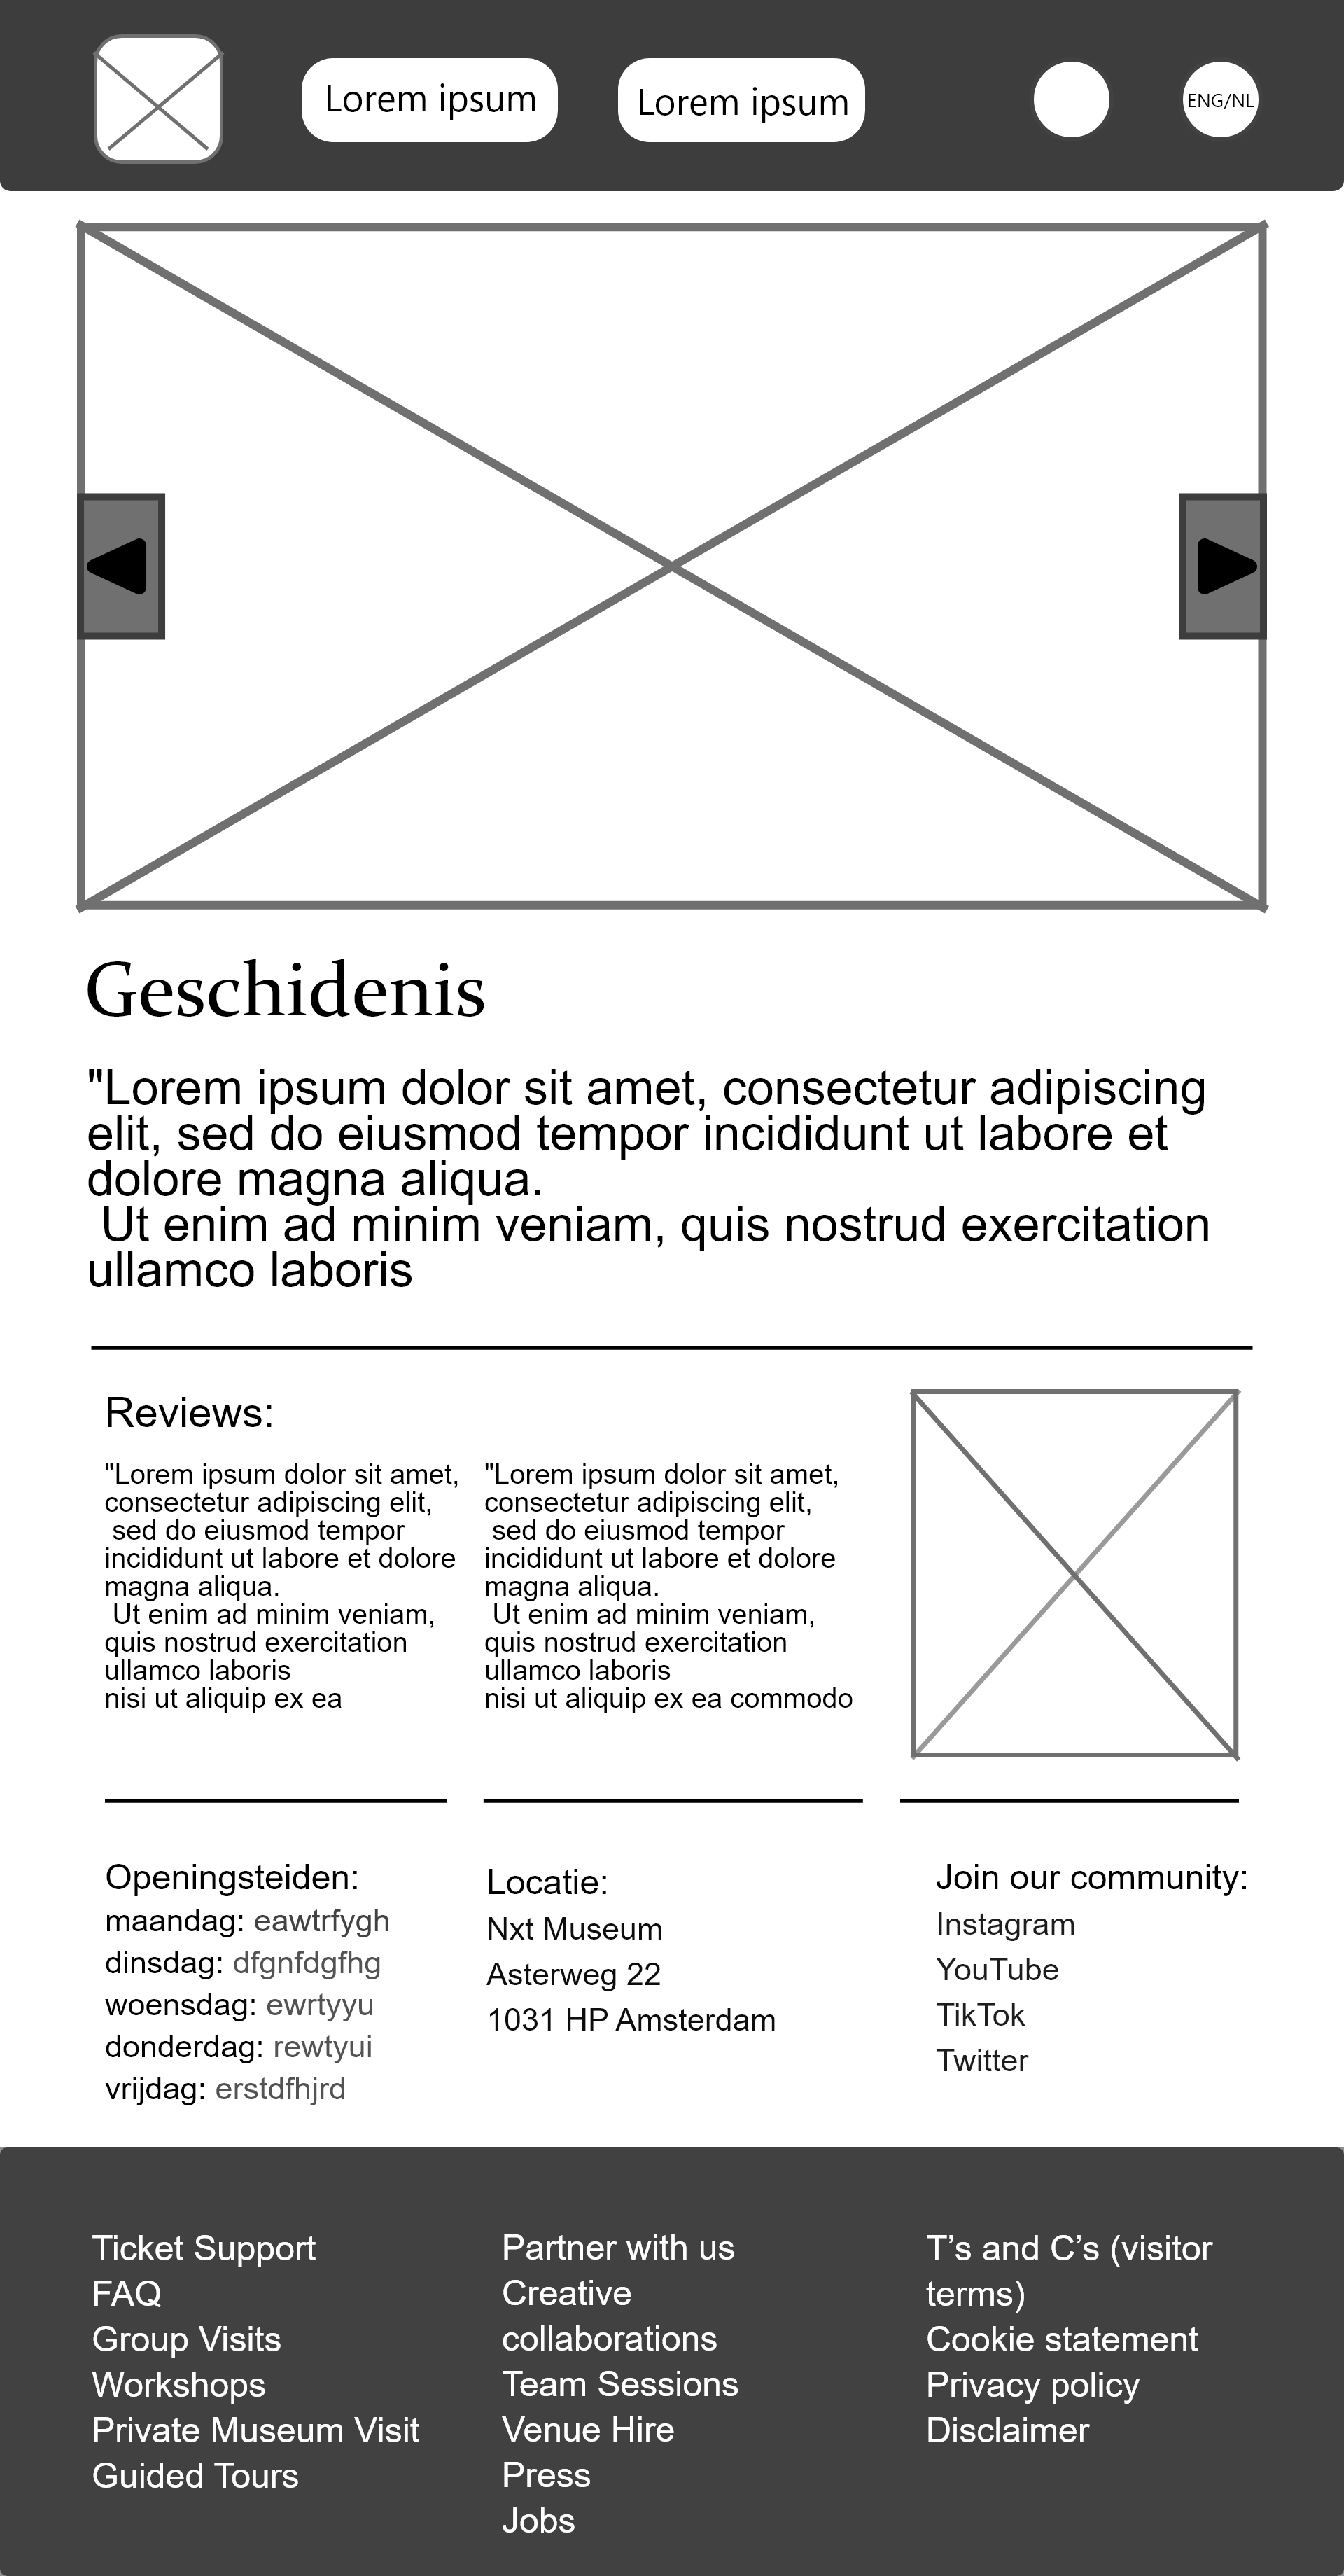 Lorem ipsum
Lorem ipsum
ENG/NL
Geschidenis
"Lorem ipsum dolor sit amet, consectetur adipiscing
elit, sed do eiusmod tempor incididunt ut labore et
dolore magna aliqua.
Ut enim ad minim veniam, quis nostrud exercitation
ullamco laboris
Reviews:
"Lorem ipsum dolor sit amet,
consectetur adipiscing elit,
sed do eiusmod tempor
incididunt ut labore et dolore
magna aliqua.
Ut enim ad minim veniam,
quis nostrud exercitation
ullamco laboris
nisi ut aliquip ex ea
"Lorem ipsum dolor sit amet,
consectetur adipiscing elit,
sed do eiusmod tempor
incididunt ut labore et dolore
magna aliqua.
Ut enim ad minim veniam,
quis nostrud exercitation
ullamco laboris
nisi ut aliquip ex ea commodo
Openingsteiden:
maandag: eawtrfygh
dinsdag: dfgnfdgfhg
woensdag: ewrtyyu
donderdag: rewtyui
vrijdag: erstdfhjrd
Locatie:
Nxt Museum
Asterweg 22
1031 HP Amsterdam
Join our community:
Instagram
YouTube
TikTok
Twitter
Ticket Support
FAQ
Group Visits
Workshops
Private Museum Visit
Guided Tours
Partner with us
Creative
collaborations
Team Sessions
Venue Hire
Press
Jobs
T’s and C’s (visitor
terms)
Cookie statement
Privacy policy
Disclaimer